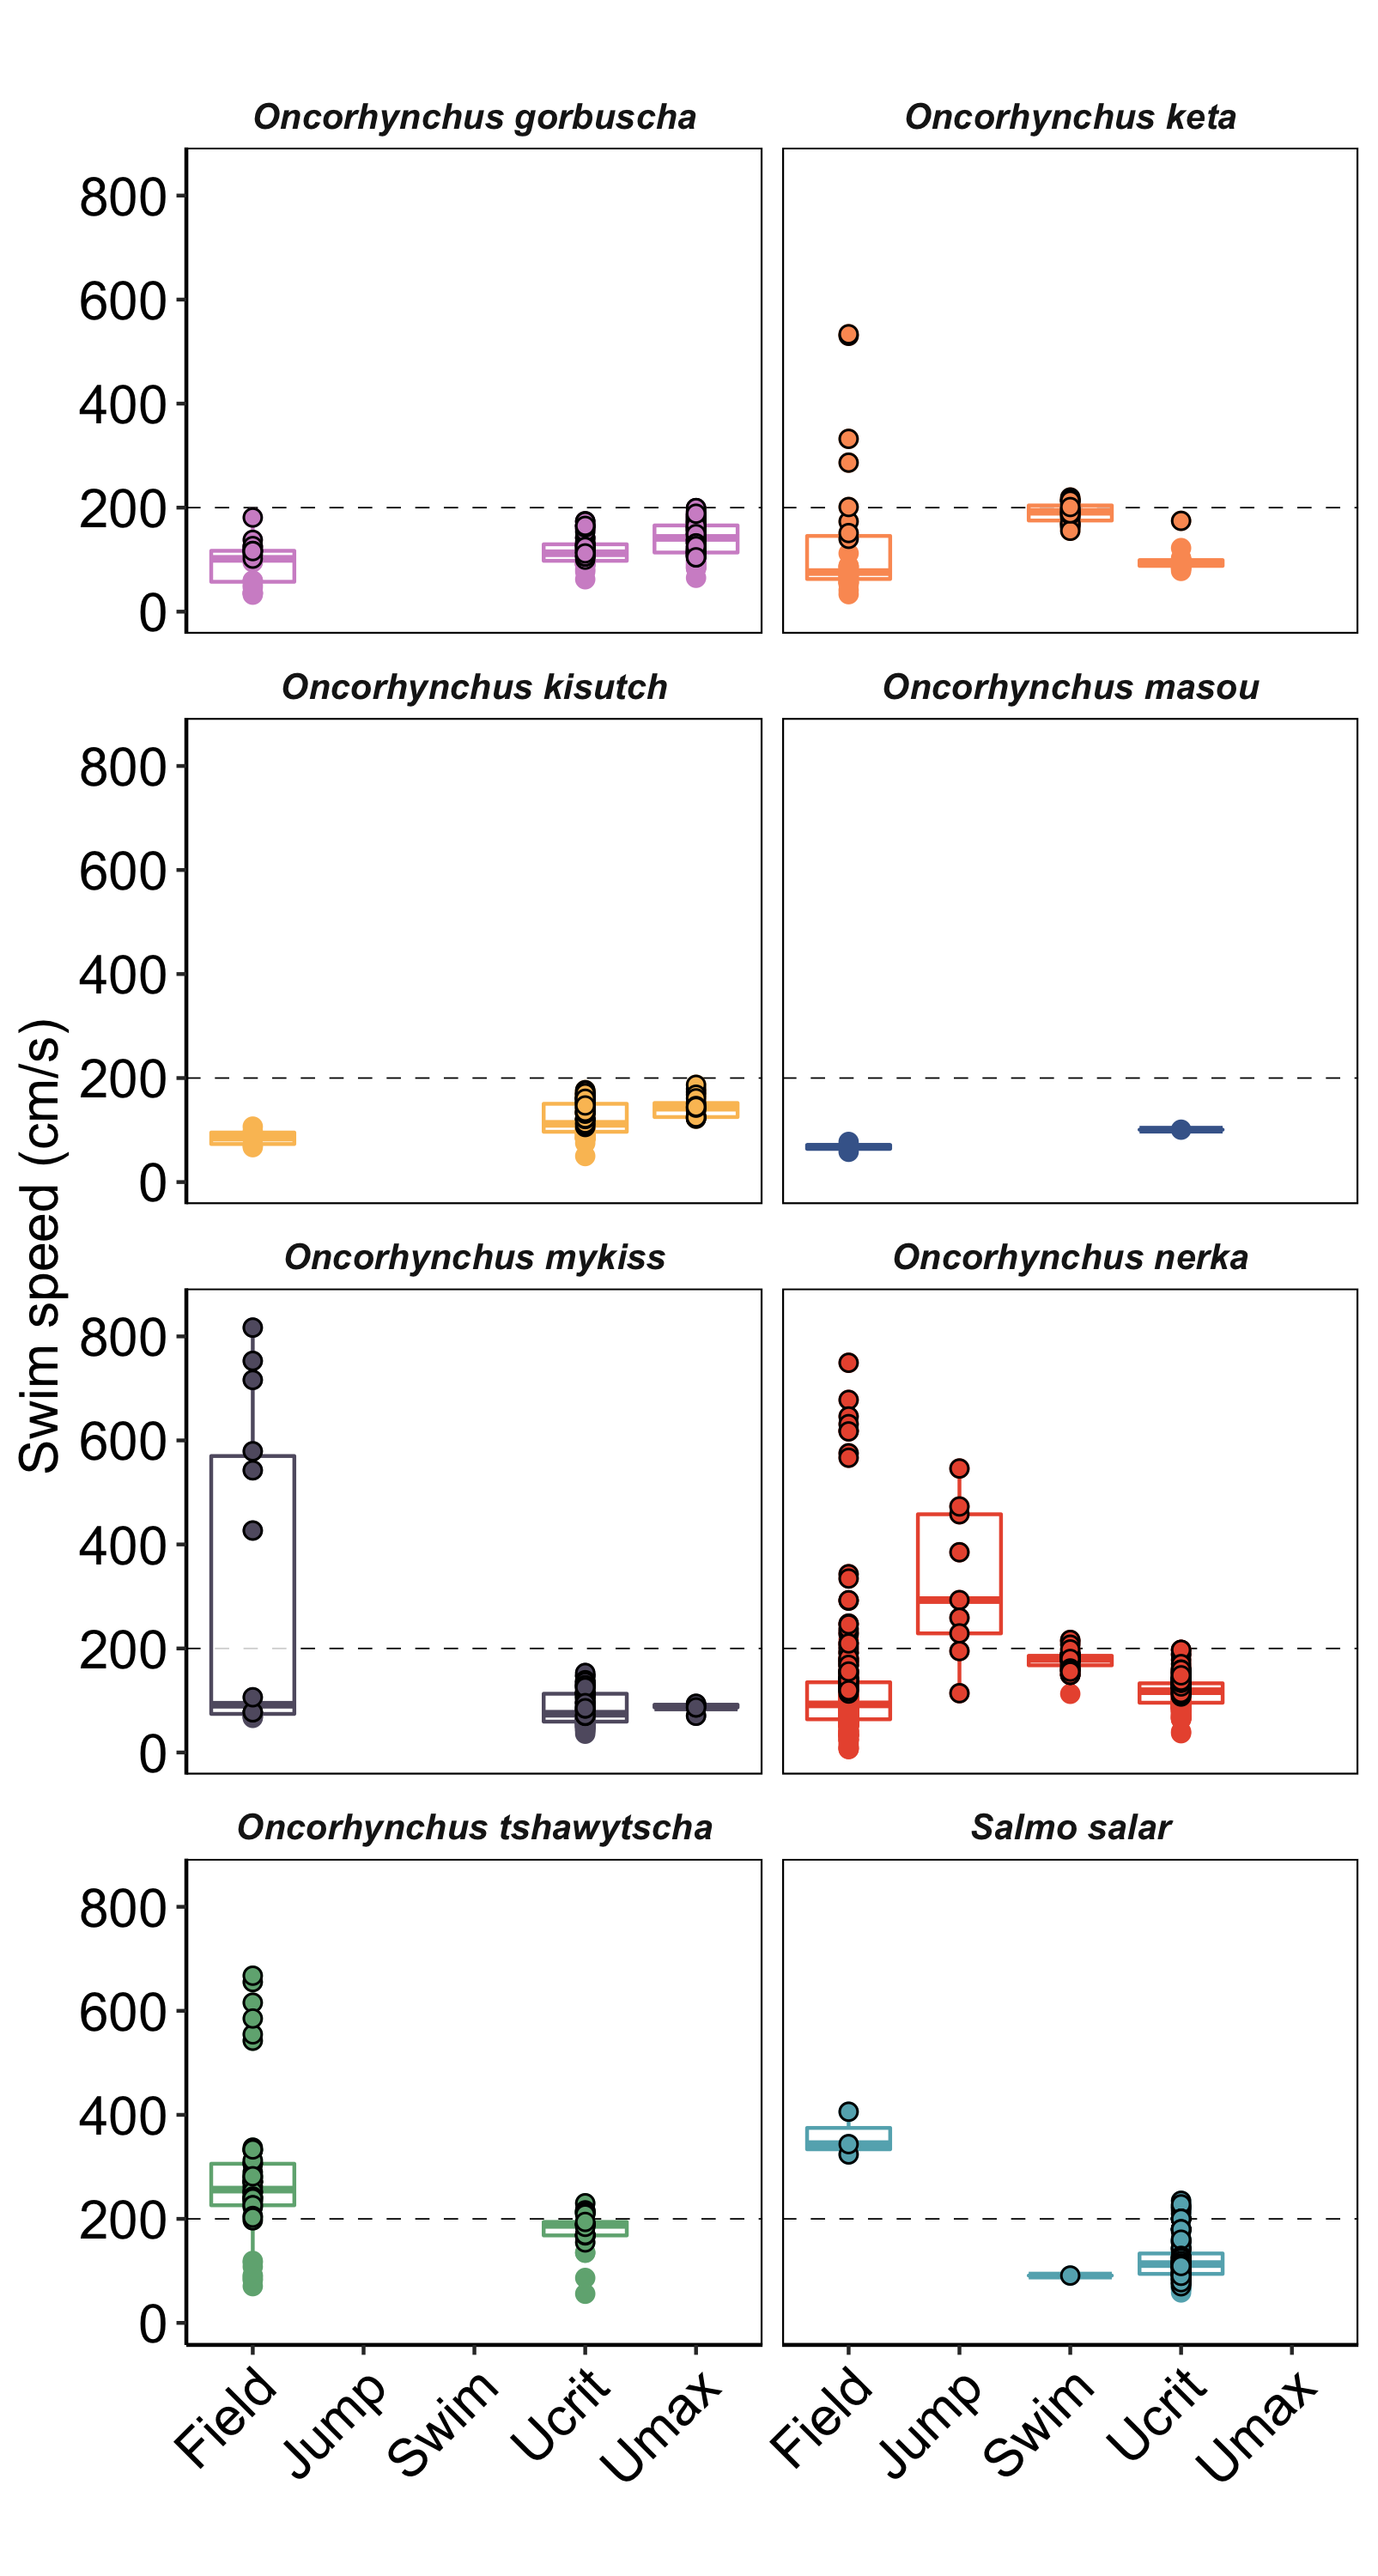 Oncorhynchus gorbuscha
Oncorhynchus keta
800
600
400
200
0
Oncorhynchus kisutch
Oncorhynchus masou
800
600
400
200
0
Swim speed (cm/s)
Oncorhynchus mykiss
Oncorhynchus nerka
800
600
400
200
0
Oncorhynchus tshawytscha
Salmo salar
800
600
400
200
0
Field
Jump
Swim
Ucrit
Umax
Field
Jump
Swim
Ucrit
Umax